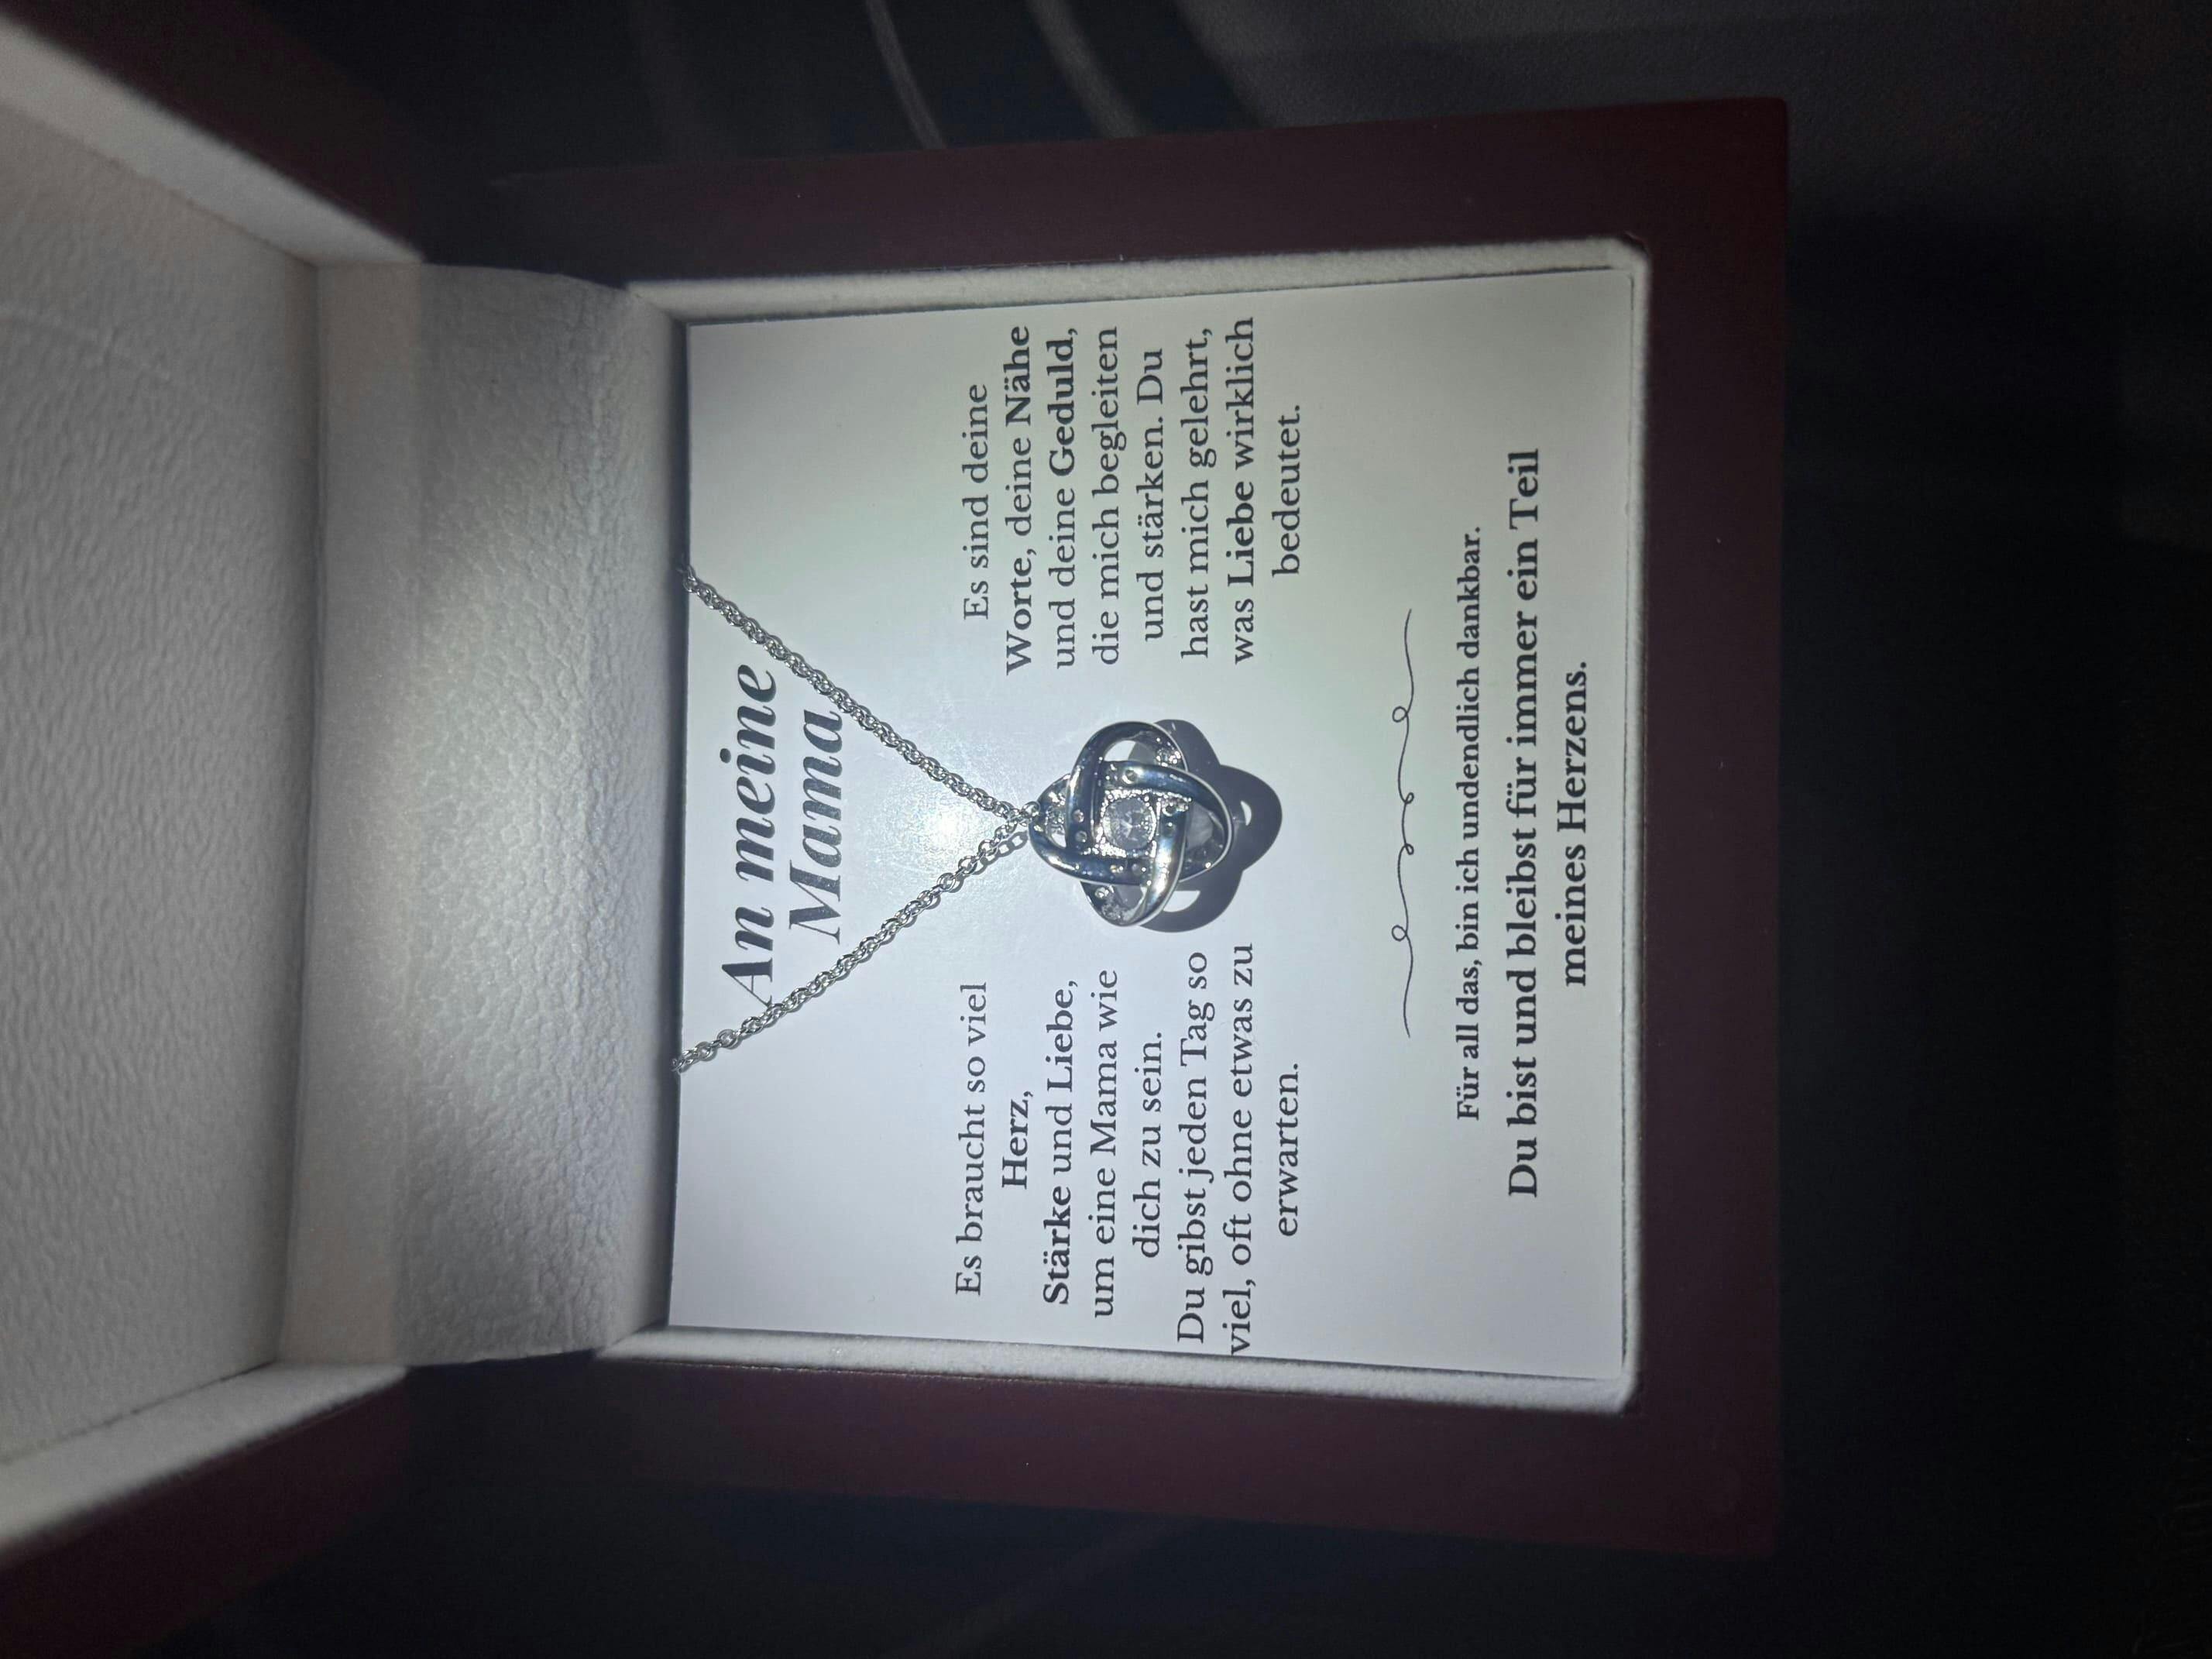 An meine
Mama
Es braucht so viel
Herz,
Stärke und Liebe,
um eine Mama wie
dich zu sein.
Du gibst jeden Tag so
viel, oft ohne etwas zu
erwarten.
Es sind deine
Worte, deine Nähe
und deine Geduld,
die mich begleiten
und stärken. Du
hast mich gelehrt,
was Liebe wirklich
bedeutet.
Für all das, bin ich undendlich dankbar.
Du bist und bleibst für immer ein Teil
meines Herzens.